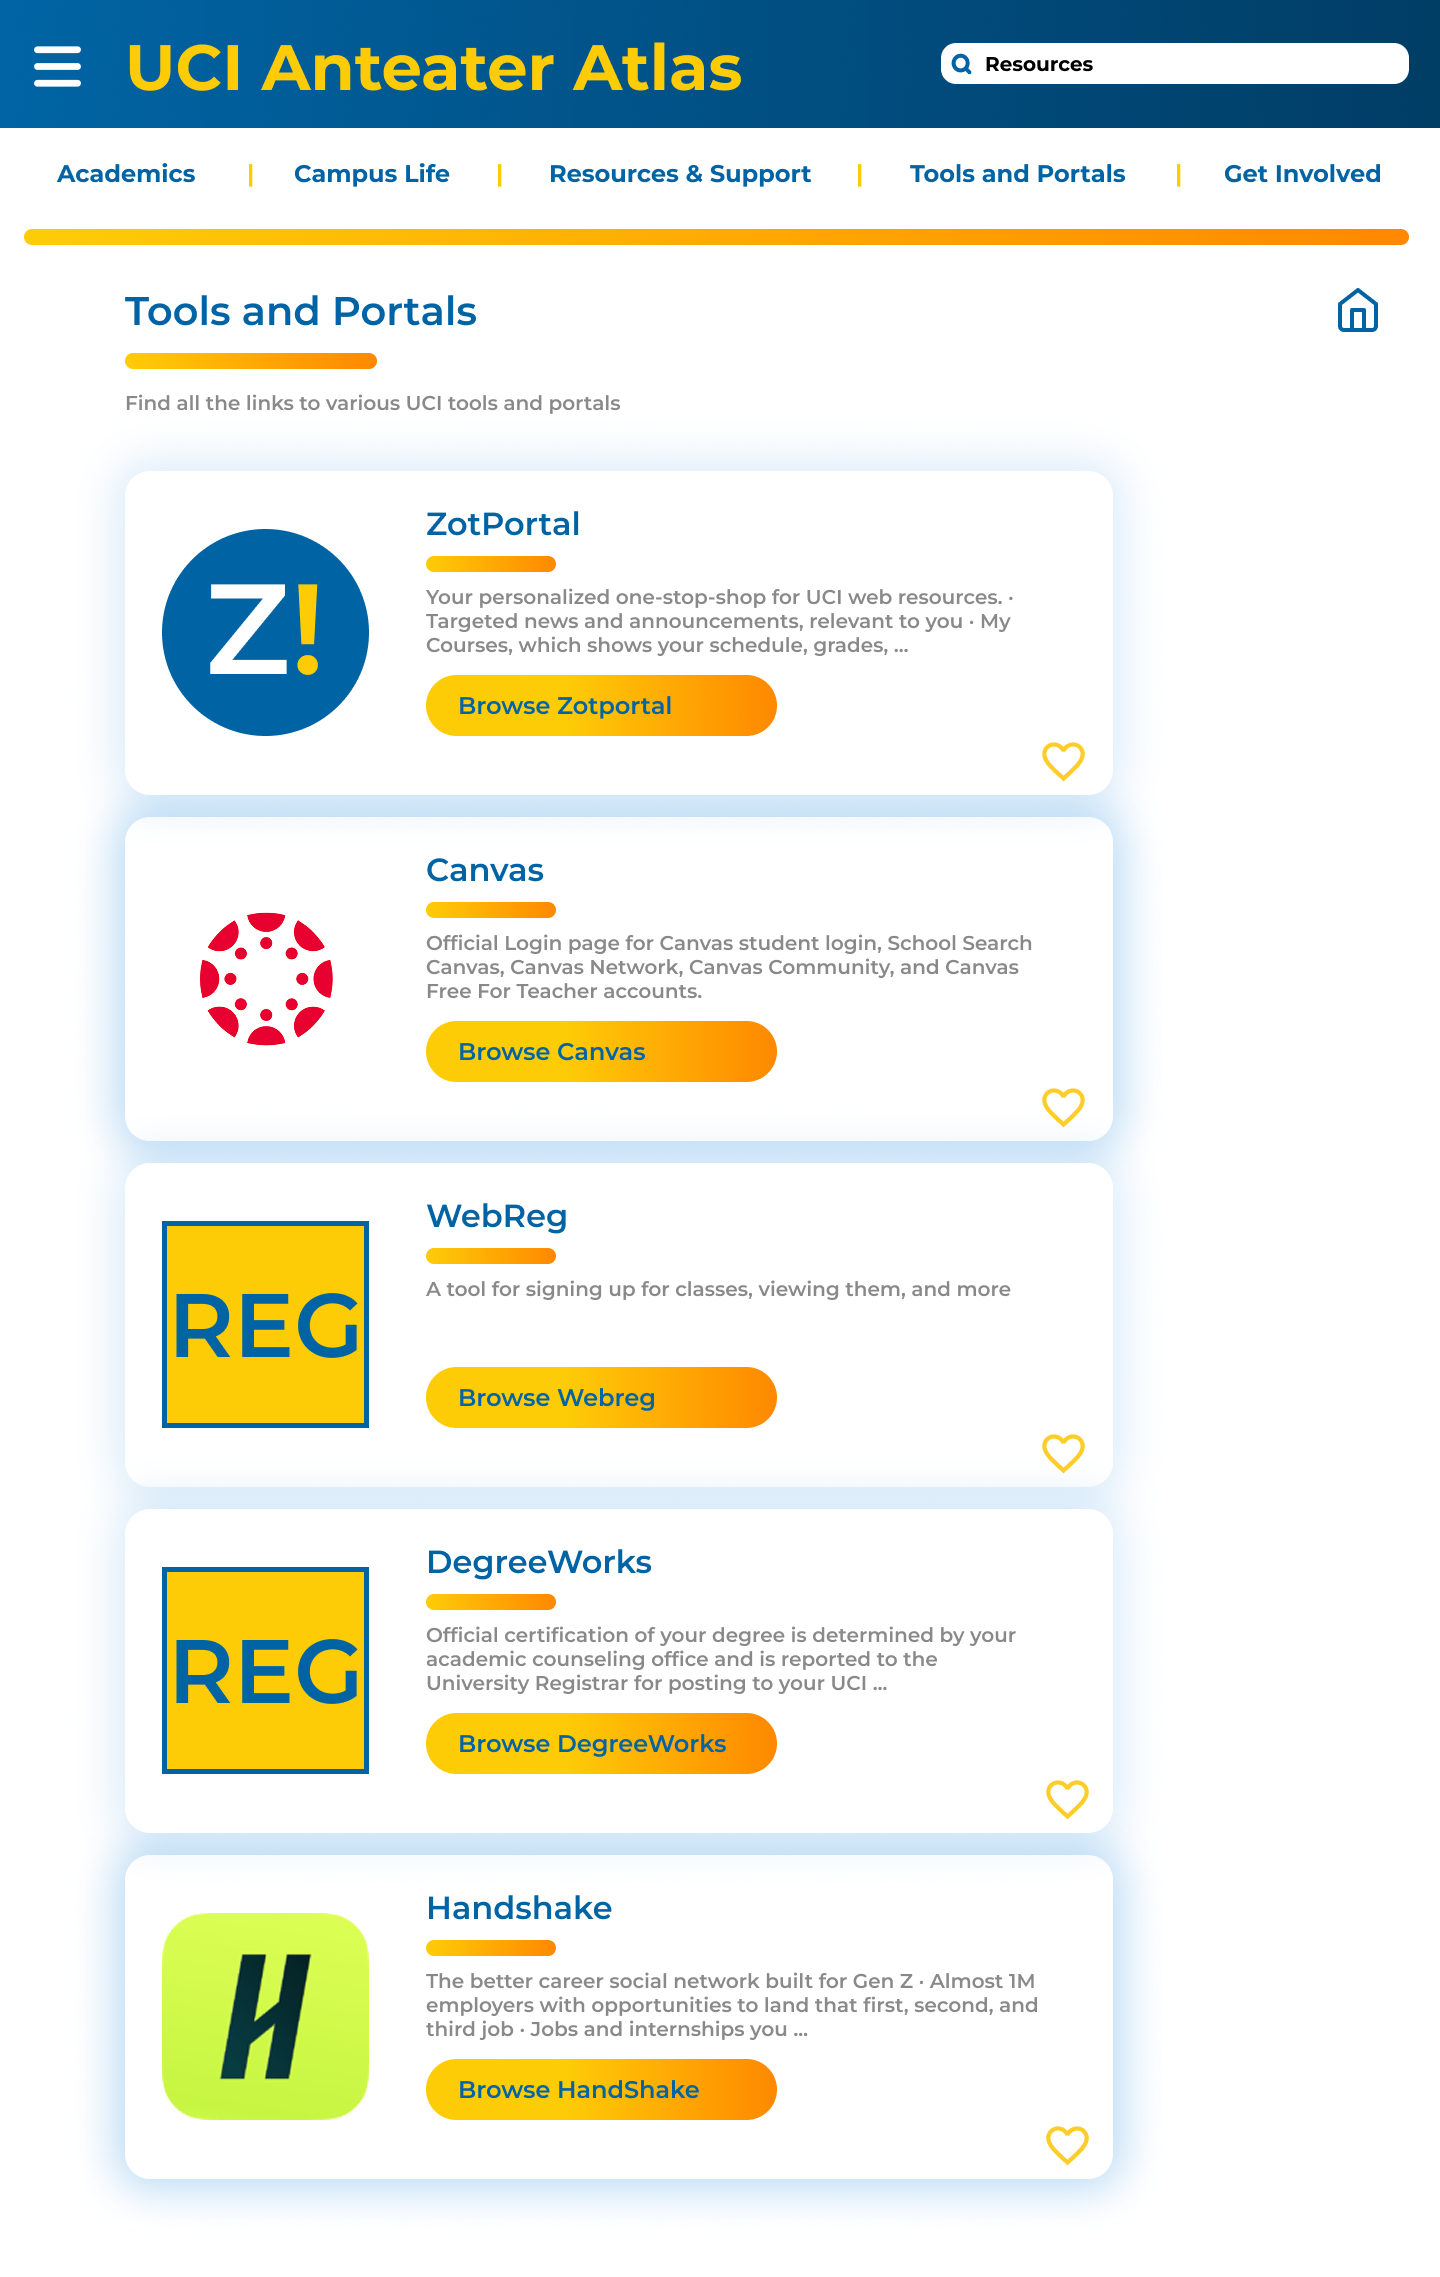 UCI Anteater Atlas
Resources
Academics | Campus Life | Resources & Support | Tools and Portals | Get Involved
Tools and Portals
Find all the links to various UCI tools and portals
Z!
ZotPortal
Your personalized one-stop-shop for UCI web resources. ·
Targeted news and announcements, relevant to you · My
Courses, which shows your schedule, grades, ...
Browse Zotportal
Canvas
Official Login page for Canvas student login, School Search
Canvas, Canvas Network, Canvas Community, and Canvas
Free For Teacher accounts.
Browse Canvas
REG
WebReg
A tool for signing up for classes, viewing them, and more
Browse Webreg
REG
DegreeWorks
Official certification of your degree is determined by your
academic counseling office and is reported to the
University Registrar for posting to your UCI ...
Browse DegreeWorks
H
Handshake
The better career social network built for Gen Z · Almost 1M
employers with opportunities to land that first, second, and
third job · Jobs and internships you ...
Browse HandShake